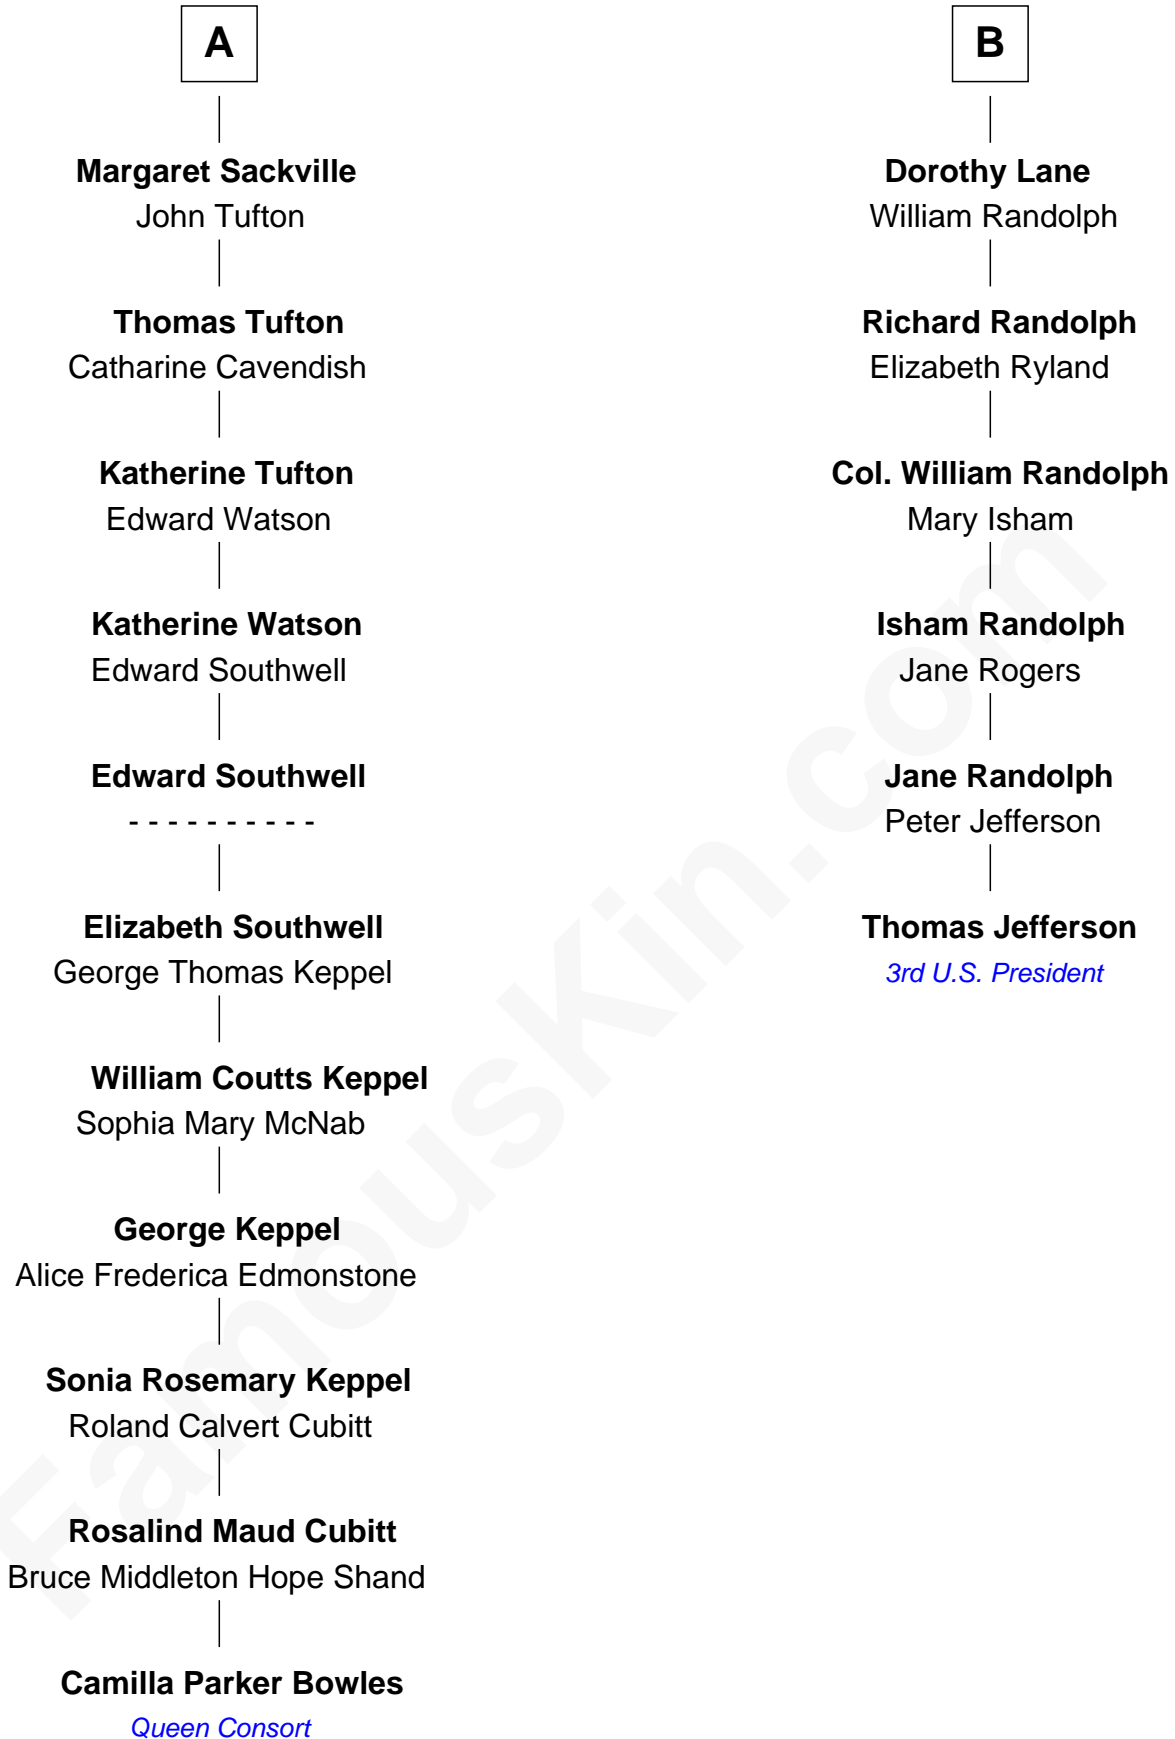 A
Margaret Sackville
John Tufton
Thomas Tufton
Catharine Cavendish
Katherine Tufton
Edward Watson
Katherine Watson
Edward Southwell
Edward Southwell
- - - - - - - - - -
Elizabeth Southwell
George Thomas Keppel
William Coutts Keppel
Sophia Mary McNab
George Keppel
Alice Frederica Edmonstone
Sonia Rosemary Keppel
Roland Calvert Cubitt
Rosalind Maud Cubitt
Bruce Middleton Hope Shand
Camilla Parker Bowles
Queen Consort
B
Dorothy Lane
William Randolph
Richard Randolph
Elizabeth Ryland
Col. William Randolph
Mary Isham
Isham Randolph
Jane Rogers
Jane Randolph
Peter Jefferson
Thomas Jefferson
3rd U.S. President
FamousKin.com